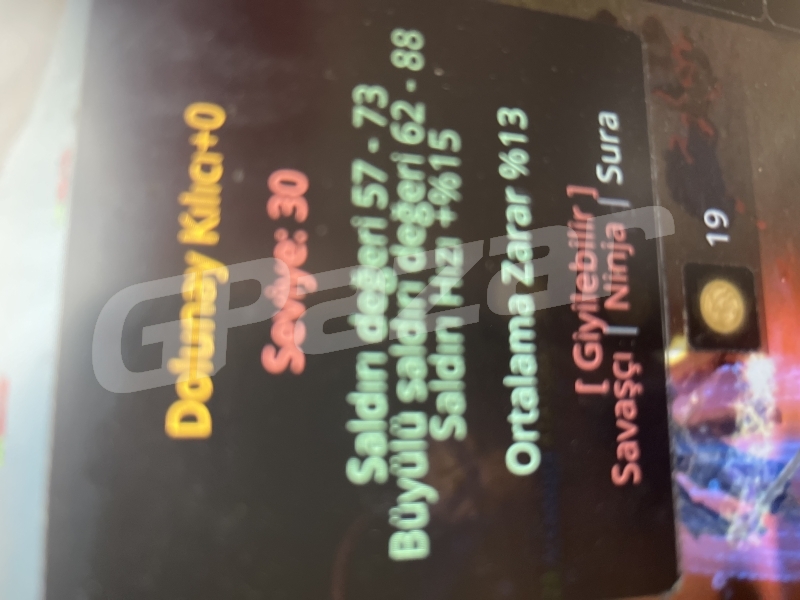 Dolunay Kılıcı+0
Seviye: 30
Saldırı değeri 57 - 73
Büyülü saldırı değeri 62 - 88
Saldırı Hızı +%15
Ortalama Zarar %13
[ Giyilebilir ]
Savaşçı | Ninja | Sura
19
GPazar